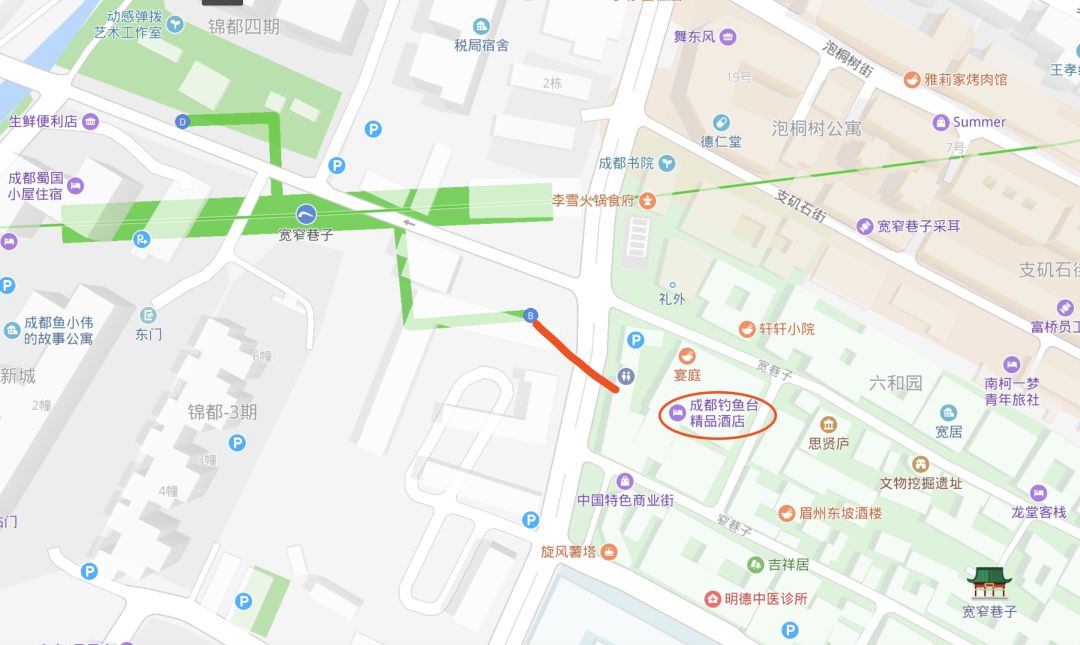 动感弹拨
艺术工作室
锦都四期
税局宿舍
舞东风
泡桐树街
雅莉家烤肉馆
2栋
19号
生鲜便利店
D
P
德仁堂
泡桐树公寓
Summer
7号
成都书院
P
成都蜀国
小屋住宿
李雪火锅食府
支矶石街
宽窄巷子
P
宽窄巷子采耳
支矶石街
P
礼外
成都鱼小伟
的故事公寓
东门
B
P
轩轩小院
富桥员工
6幢
宴庭
宽巷子
六和园
南柯一梦
青年旅社
新城
2幢
锦都-3期
成都钓鱼台
精品酒店
宽居
P
思贤庐
3幢
文物挖掘遗址
4幢
中国特色商业街
龙堂客栈
P
窄巷子
眉州东坡酒楼
旋风薯塔
吉祥居
P
P
明德中医诊所
宽窄巷子
P